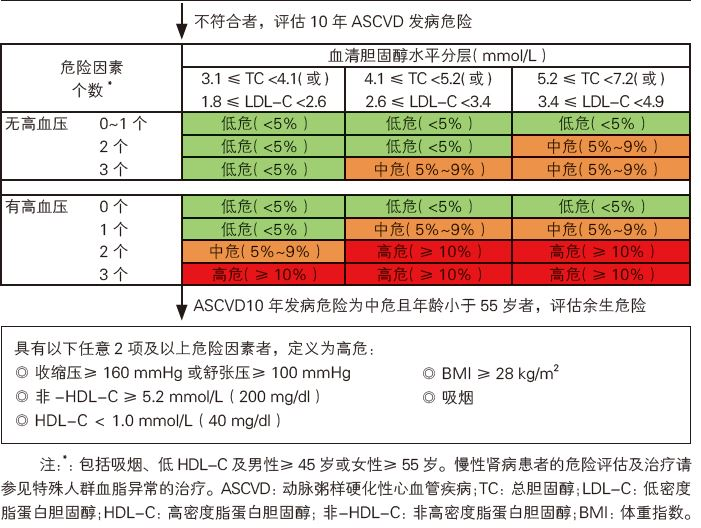 不符合者，评估 10 年 ASCVD 发病危险
危险因素
个数*
血清胆固醇水平分层( mmol/L )
3.1 ≤ TC <4.1( 或 )
1.8 ≤ LDL-C <2.6
4.1 ≤ TC <5.2( 或 )
2.6 ≤ LDL-C <3.4
5.2 ≤ TC <7.2( 或 )
3.4 ≤ LDL-C <4.9
无高血压 0~1 个 低危( <5% ) 低危( <5% ) 低危( <5% )
2 个 低危( <5% ) 低危( <5% ) 中危( 5%~9% )
3 个 低危( <5% ) 中危( 5%~9% ) 中危( 5%~9% )
有高血压 0 个 低危( <5% ) 低危( <5% ) 低危( <5% )
1 个 低危( <5% ) 中危( 5%~9% ) 中危( 5%~9% )
2 个 中危( 5%~9% ) 高危( ≥ 10% ) 高危( ≥ 10% )
3 个 高危( ≥ 10% ) 高危( ≥ 10% ) 高危( ≥ 10% )
ASCVD10 年发病危险为中危且年龄小于 55 岁者，评估余生危险
具有以下任意 2 项及以上危险因素者，定义为高危：
◎ 收缩压≥ 160 mmHg 或舒张压≥ 100 mmHg ◎ BMI ≥ 28 kg/m²
◎ 非 -HDL-C ≥ 5.2 mmol/L ( 200 mg/dl ) ◎ 吸烟
◎ HDL-C < 1.0 mmol/L ( 40 mg/dl )
注：*：包括吸烟、低 HDL-C 及男性≥ 45 岁或女性≥ 55 岁。慢性肾病患者的危险评估及治疗请
参见特殊人群血脂异常的治疗。ASCVD：动脉粥样硬化性心血管疾病；TC：总胆固醇；LDL-C：低密度
脂蛋白胆固醇；HDL-C：高密度脂蛋白胆固醇；非-HDL-C：非高密度脂蛋白胆固醇；BMI：体重指数。